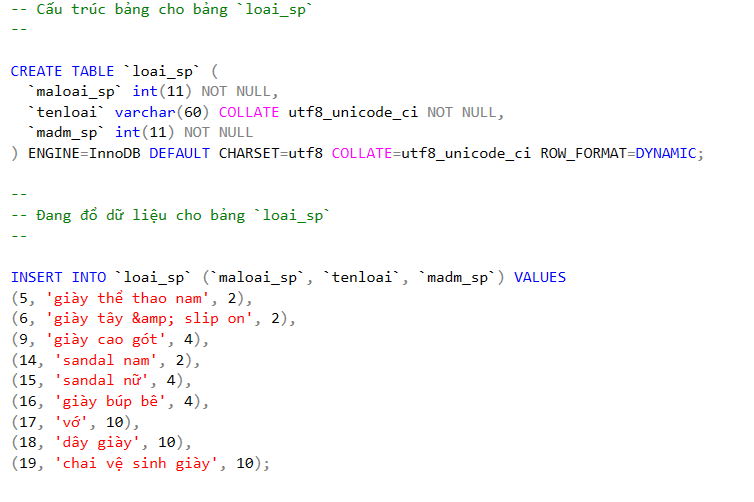 -- Cấu trúc bảng cho bảng `loai_sp`
--
CREATE TABLE `loai_sp` (
`maloai_sp` int(11) NOT NULL,
`tenloai` varchar(60) COLLATE utf8_unicode_ci NOT NULL,
`madm_sp` int(11) NOT NULL
) ENGINE=InnoDB DEFAULT CHARSET=utf8 COLLATE=utf8_unicode_ci ROW_FORMAT=DYNAMIC;
--
-- Đang đổ dữ liệu cho bảng `loai_sp`
--
INSERT INTO `loai_sp` (`maloai_sp`, `tenloai`, `madm_sp`) VALUES
(5, 'giày thể thao nam', 2),
(6, 'giày tây &amp; slip on', 2),
(9, 'giày cao gót', 4),
(14, 'sandal nam', 2),
(15, 'sandal nữ', 4),
(16, 'giày búp bê', 4),
(17, 'vớ', 10),
(18, 'dây giày', 10),
(19, 'chai vệ sinh giày', 10);